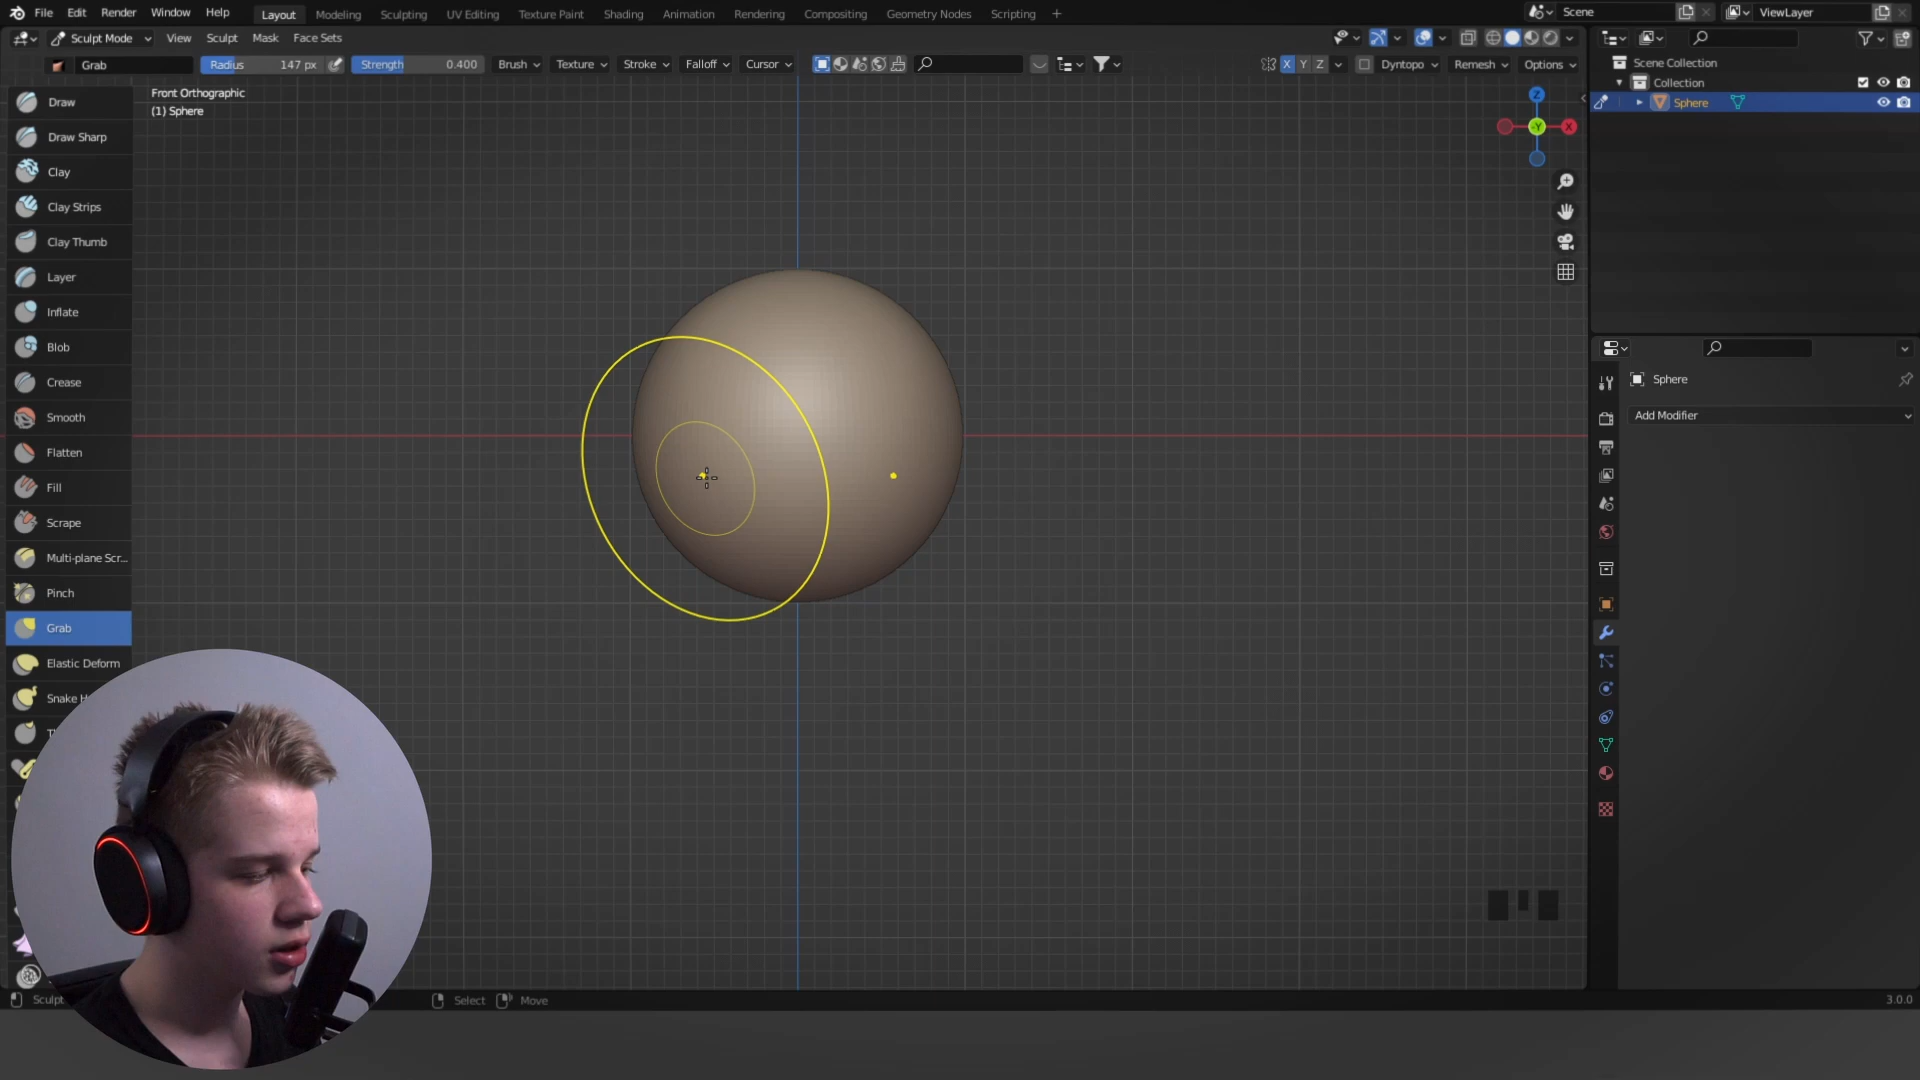 File Edit Render Window Help Layout Modeling Sculpting UV Editing Texture Paint Shading Animation Rendering Compositing Geometry Nodes Scripting + Scene ViewLayer
Sculpt Mode View Sculpt Mask Face Sets
Grab Radius 147 px Strength 0.400 Brush Texture Stroke Falloff Cursor X Y Z Dyntopo Remesh Options
Front Orthographic
(1) Sphere
Draw
Draw Sharp
Clay
Clay Strips
Clay Thumb
Layer
Inflate
Blob
Crease
Smooth
Flatten
Fill
Scrape
Multi-plane Scr...
Pinch
Grab
Elastic Deform
Snake H
Z
Y
X
Scene Collection
Collection
Sphere
Sphere
Add Modifier
Sculpt Select Move 3.0.0